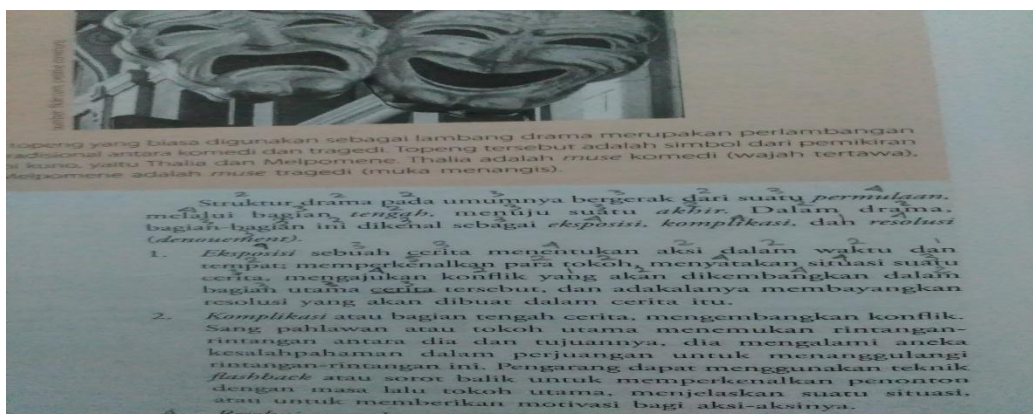 topeng yang biasa digunakan sebagai lambang drama merupakan perlambangan
radisional antara komedi dan tragedi. Topeng tersebut adalah simbol dari pemikiran
kuno, yaitu Thalia dan Melpomene. Thalia adalah muse komedi (wajah tertawa),
Melpomene adalah muse tragedi (muka menangis).
Struktur drama pada umumnya bergerak dari suatu permulaan,
melalui bagian tengah, menuju suatu akhir. Dalam drama,
bagian-bagian ini dikenal sebagai eksposisi, komplikasi, dan resolusi
(denouement).
1. Eksposisi sebuah cerita menentukan aksi dalam waktu dan
tempat; memperkenalkan para tokoh, menyatakan situasi suatu
cerita, mengajukan konflik yang akan dikembangkan dalam
bagian utama cerita tersebut, dan adakalanya membayangkan
resolusi yang akan dibuat dalam cerita itu.
2. Komplikasi atau bagian tengah cerita, mengembangkan konflik.
Sang pahlawan atau tokoh utama menemukan rintangan-
rintangan antara dia dan tujuannya, dia mengalami aneka
kesalahpahaman dalam perjuangan untuk menanggulangi
rintangan-rintangan ini. Pengarang dapat menggunakan teknik
flashback atau sorot balik untuk memperkenalkan penonton
dengan masa lalu tokoh utama, menjelaskan suatu situasi,
atau untuk memberikan motivasi bagi aksi-aksinya.